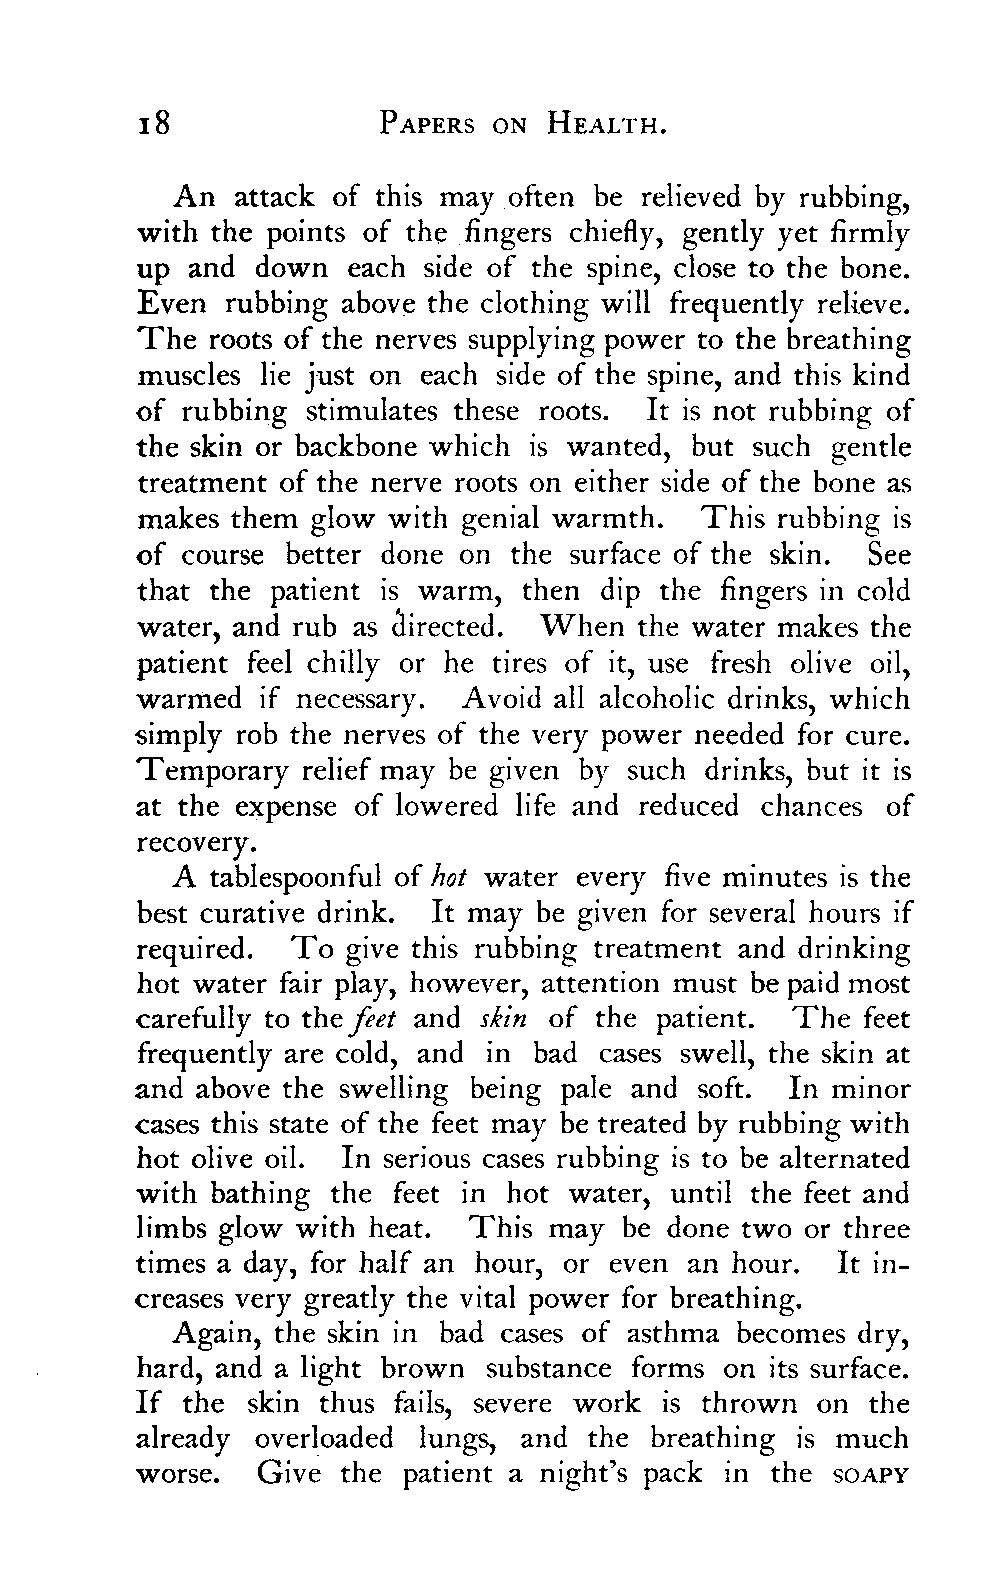 18 PAPERS ON HEALTH.
An attack of this may often be relieved by rubbing,
with the points of the fingers chiefly, gently yet firmly
up and down each side of the spine, close to the bone.
Even rubbing above the clothing will frequently relieve.
The roots of the nerves supplying power to the breathing
muscles lie just on each side of the spine, and this kind
of rubbing stimulates these roots. It is not rubbing of
the skin or backbone which is wanted, but such gentle
treatment of the nerve roots on either side of the bone as
makes them glow with genial warmth. This rubbing is
of course better done on the surface of the skin. See
that the patient is warm, then dip the fingers in cold
water, and rub as directed. When the water makes the
patient feel chilly or he tires of it, use fresh olive oil,
warmed if necessary. Avoid all alcoholic drinks, which
simply rob the nerves of the very power needed for cure.
Temporary relief may be given by such drinks, but it is
at the expense of lowered life and reduced chances of
recovery.
A tablespoonful of hot water every five minutes is the
best curative drink. It may be given for several hours if
required. To give this rubbing treatment and drinking
hot water fair play, however, attention must be paid most
carefully to the feet and skin of the patient. The feet
frequently are cold, and in bad cases swell, the skin at
and above the swelling being pale and soft. In minor
cases this state of the feet may be treated by rubbing with
hot olive oil. In serious cases rubbing is to be alternated
with bathing the feet in hot water, until the feet and
limbs glow with heat. This may be done two or three
times a day, for half an hour, or even an hour. It in-
creases very greatly the vital power for breathing.
Again, the skin in bad cases of asthma becomes dry,
hard, and a light brown substance forms on its surface.
If the skin thus fails, severe work is thrown on the
already overloaded lungs, and the breathing is much
worse. Give the patient a night's pack in the SOAPY